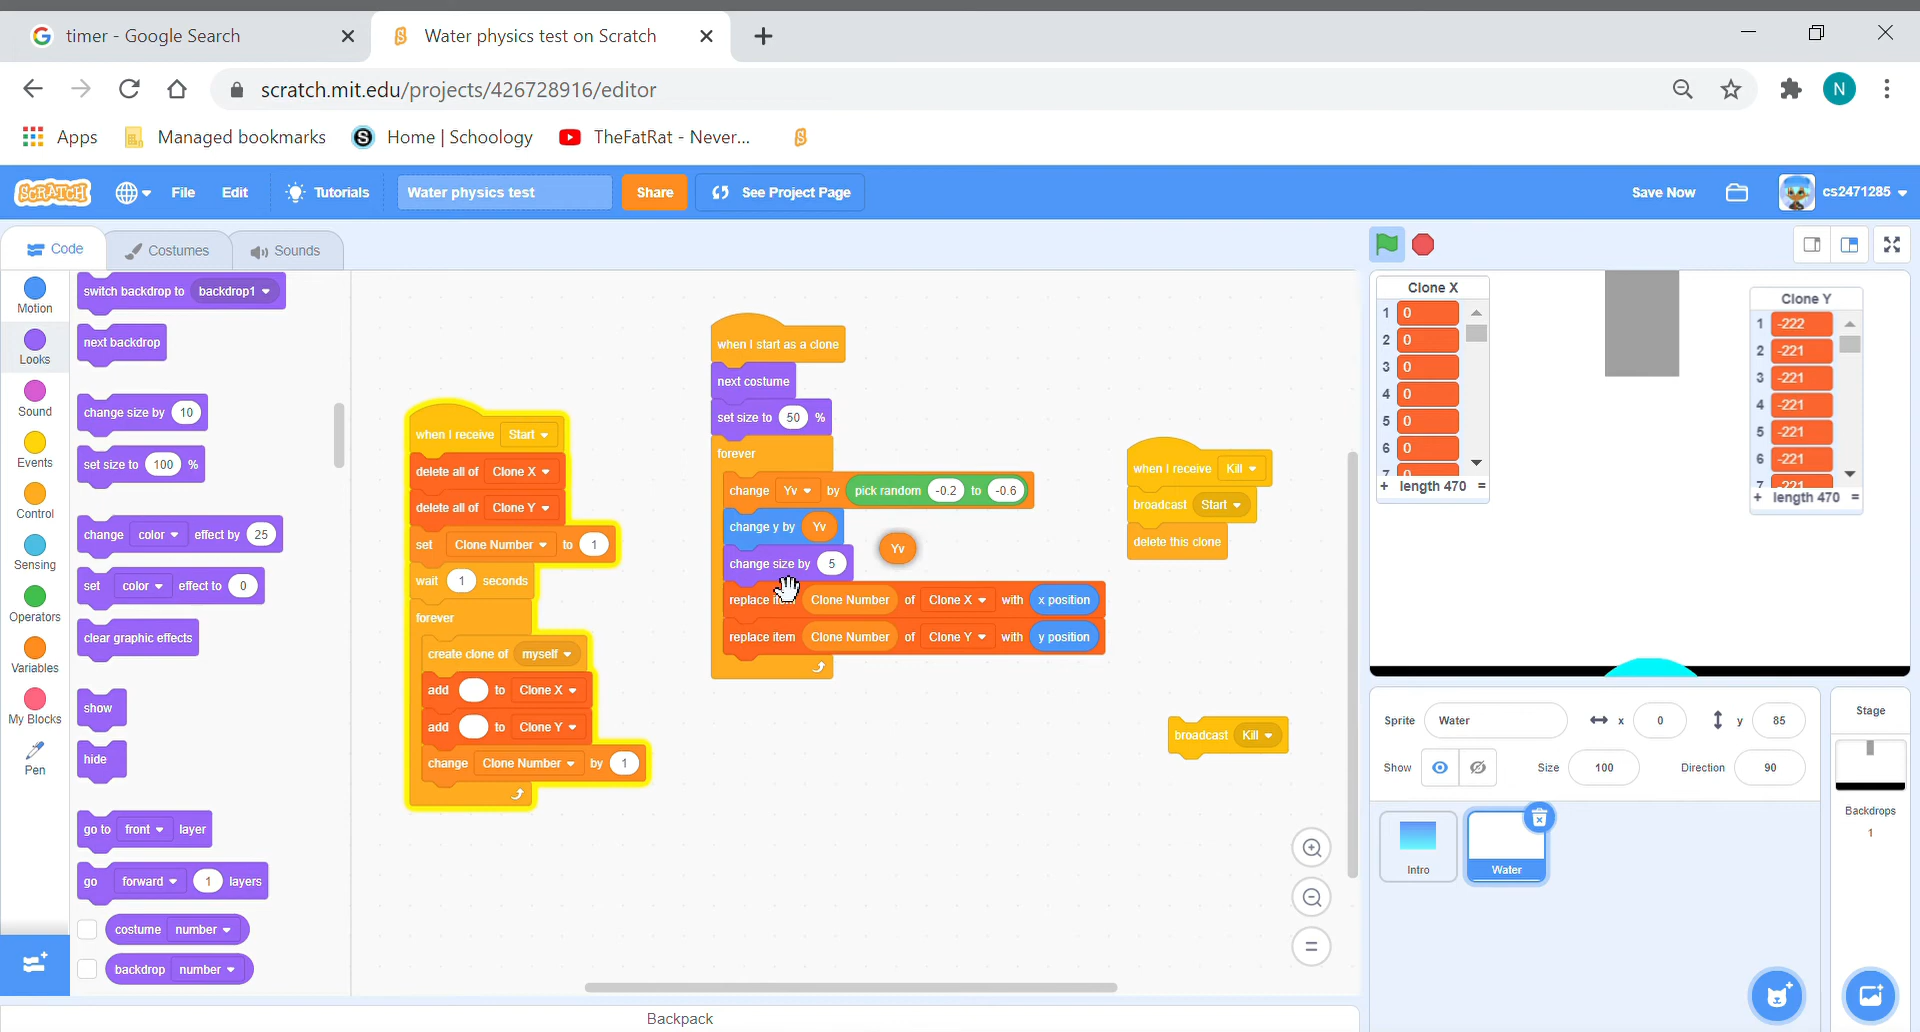 timer - Google Search
Water physics test on Scratch
scratch.mit.edu/projects/426728916/editor
N
Apps
Managed bookmarks
S
Home | Schoology
TheFatRat - Never...
SCRATCH
File
Edit
Tutorials
Water physics test
Share
See Project Page
Save Now
cs2471285
Code
Costumes
Sounds
Motion
Looks
Sound
Events
Control
Sensing
Operators
Variables
My Blocks
Pen
switch backdrop to backdrop1
next backdrop
change size by 10
set size to 100 %
change color effect by 25
set color effect to 0
clear graphic effects
show
hide
go to front layer
go forward 1 layers
costume number
backdrop number
when I receive Start
delete all of Clone X
delete all of Clone Y
set Clone Number to 1
wait 1 seconds
forever
create clone of myself
add to Clone X
add to Clone Y
change Clone Number by 1
when I start as a clone
next costume
set size to 50 %
forever
change Yv by pick random -0.2 to -0.6
change y by Yv
Yv
change size by 5
replace item Clone Number of Clone X with x position
replace item Clone Number of Clone Y with y position
when I receive Kill
broadcast Start
delete this clone
broadcast Kill
Clone X
1 0
2 0
3 0
4 0
5 0
6 0
7 0
+ length 470 =
Clone Y
1 -222
2 -221
3 -221
4 -221
5 -221
6 -221
7 -221
+ length 470 =
Sprite Water x 0 y 85
Show Size 100 Direction 90
Intro
Water
Stage
Backdrops
1
Backpack